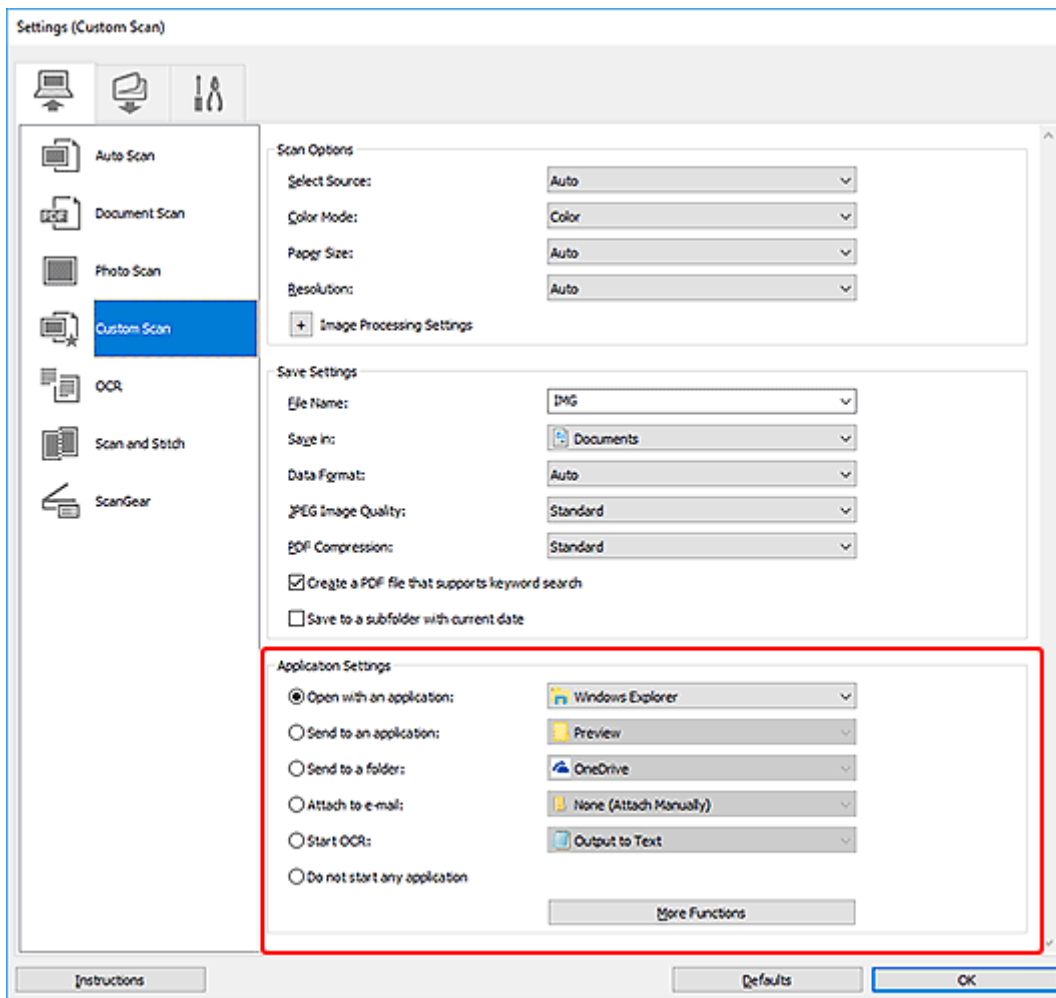 Settings (Custom Scan)
Auto Scan
Document Scan
Photo Scan
Custom Scan
OCR
Scan and Stitch
ScanGear
Scan Options
Select Source: Auto
Color Mode: Color
Paper Size: Auto
Resolution: Auto
+ Image Processing Settings
Save Settings
File Name: IMG
Save in: Documents
Data Format: Auto
JPEG Image Quality: Standard
PDF Compression: Standard
Create a PDF file that supports keyword search
Save to a subfolder with current date
Application Settings
Open with an application: Windows Explorer
Send to an application: Preview
Send to a folder: OneDrive
Attach to e-mail: None (Attach Manually)
Start OCR: Output to Text
Do not start any application
More Functions
Instructions Defaults OK